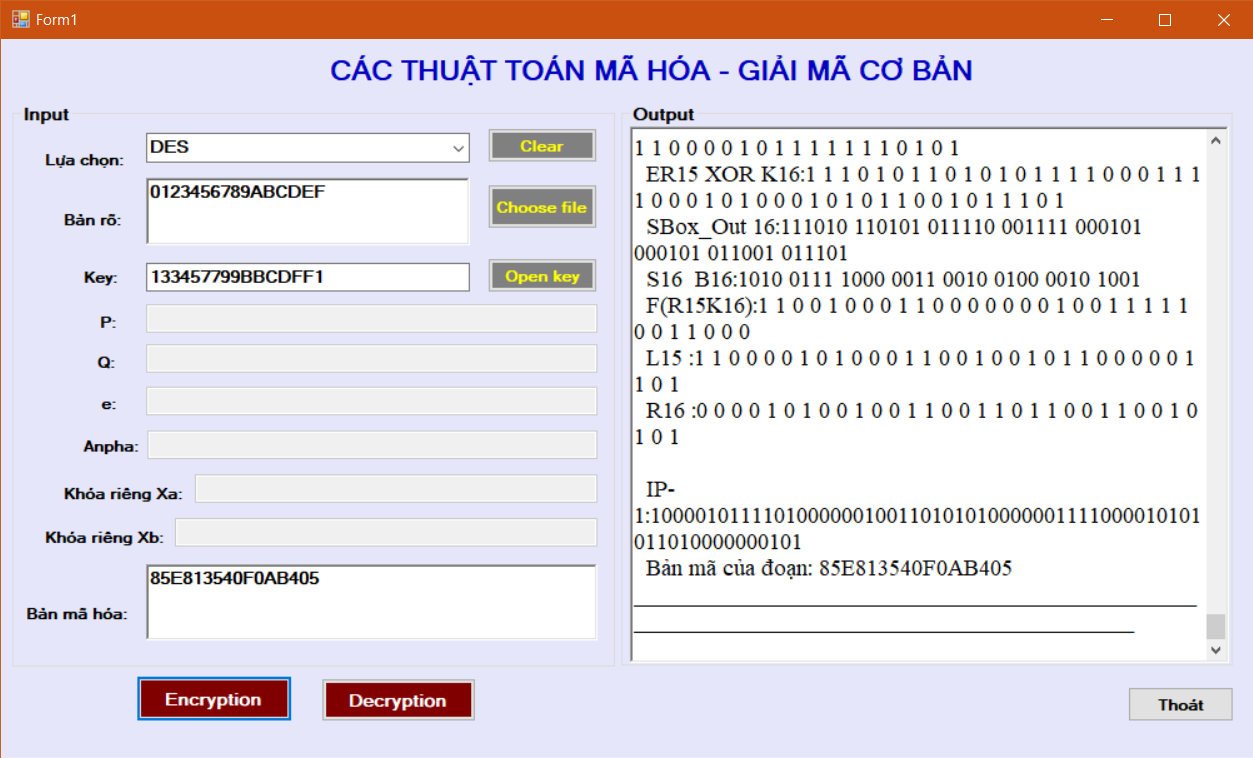 Form1
CÁC THUẬT TOÁN MÃ HÓA - GIẢI MÃ CƠ BẢN
Input
Lựa chọn:
DES
Clear
Bản rõ:
0123456789ABCDEF
Choose file
Key:
133457799BBCDFF1
Open key
P:
Q:
e:
Anpha:
Khóa riêng Xa:
Khóa riêng Xb:
Bản mã hóa:
85E813540F0AB405
Encryption
Decryption
Output
1 1 0 0 0 0 1 0 1 1 1 1 1 1 1 1 0 1 0 1
ER15 XOR K16:1 1 1 0 1 0 1 1 0 1 0 1 0 1 0 1 1 1 1 0 0 0 1 1 1
1 0 0 0 1 0 1 0 0 0 1 0 1 0 1 1 0 0 1 0 1 1 1 0 1
SBox_Out 16:111010 110101 011110 001111 000101
000101 011001 011101
S16  B16:1010 0111 1000 0011 0010 0100 0010 1001
F(R15K16):1 1 0 0 1 0 0 0 1 1 0 0 0 0 0 0 0 1 0 0 1 1 1 1 1
0 0 1 1 0 0 0
L15 :1 1 0 0 0 0 1 0 1 0 0 0 1 1 0 0 1 0 0 1 0 1 1 0 0 0 0 0 1
1 0 1
R16 :0 0 0 0 1 0 1 0 0 1 0 0 1 1 0 0 1 1 0 1 1 0 0 1 1 0 0 1 0
1 0 1
IP-
1:1000010111101000000100110101010000001111000010101
011010000000101
Bản mã của đoạn: 85E813540F0AB405
Thoát